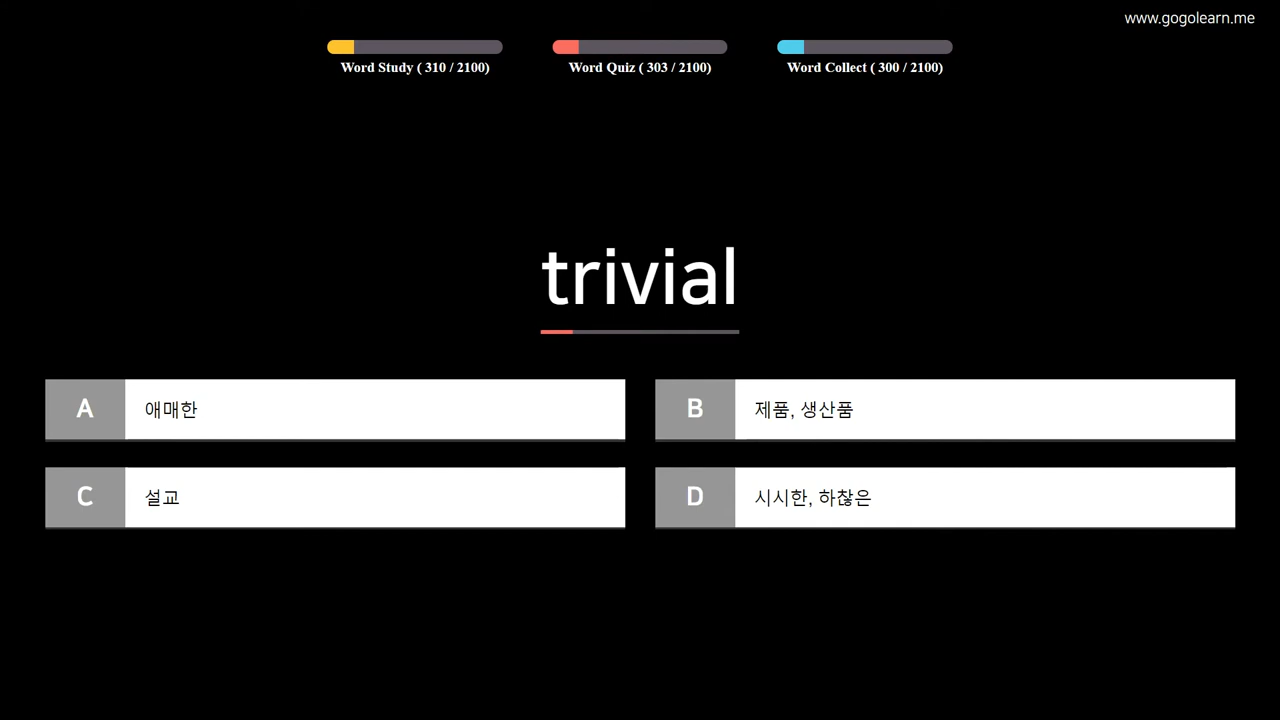 www.gogolearn.me
Word Study ( 310 / 2100)
Word Quiz ( 303 / 2100)
Word Collect ( 300 / 2100)
trivial
A 애매한
B 제품, 생산품
C 설교
D 시시한, 하찮은